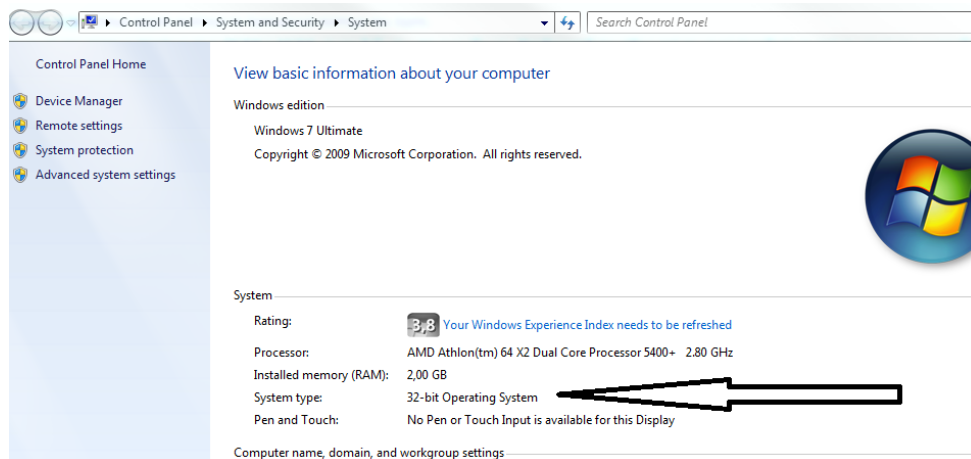 Control Panel ▸ System and Security ▸ System
Search Control Panel
Control Panel Home
Device Manager
Remote settings
System protection
Advanced system settings
View basic information about your computer
Windows edition
Windows 7 Ultimate
Copyright © 2009 Microsoft Corporation. All rights reserved.
System
Rating:
3,8 Your Windows Experience Index needs to be refreshed
Processor: AMD Athlon(tm) 64 X2 Dual Core Processor 5400+ 2.80 GHz
Installed memory (RAM): 2,00 GB
System type: 32-bit Operating System
Pen and Touch: No Pen or Touch Input is available for this Display
Computer name, domain, and workgroup settings